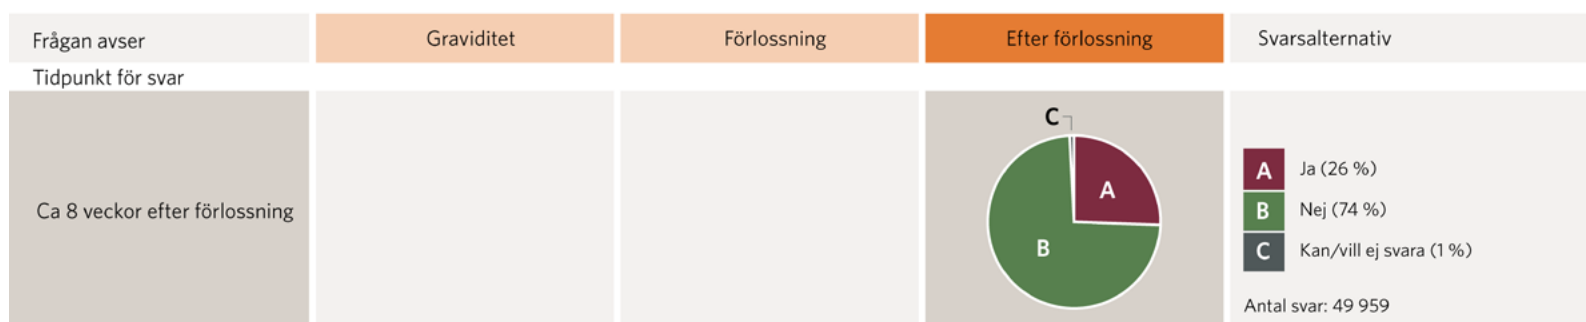 Frågan avser
Graviditet
Förlossning
Efter förlossning
Svarsalternativ
Tidpunkt för svar
Ca 8 veckor efter förlossning
C
A
B
A Ja (26 %)
B Nej (74 %)
C Kan/vill ej svara (1 %)
Antal svar: 49 959